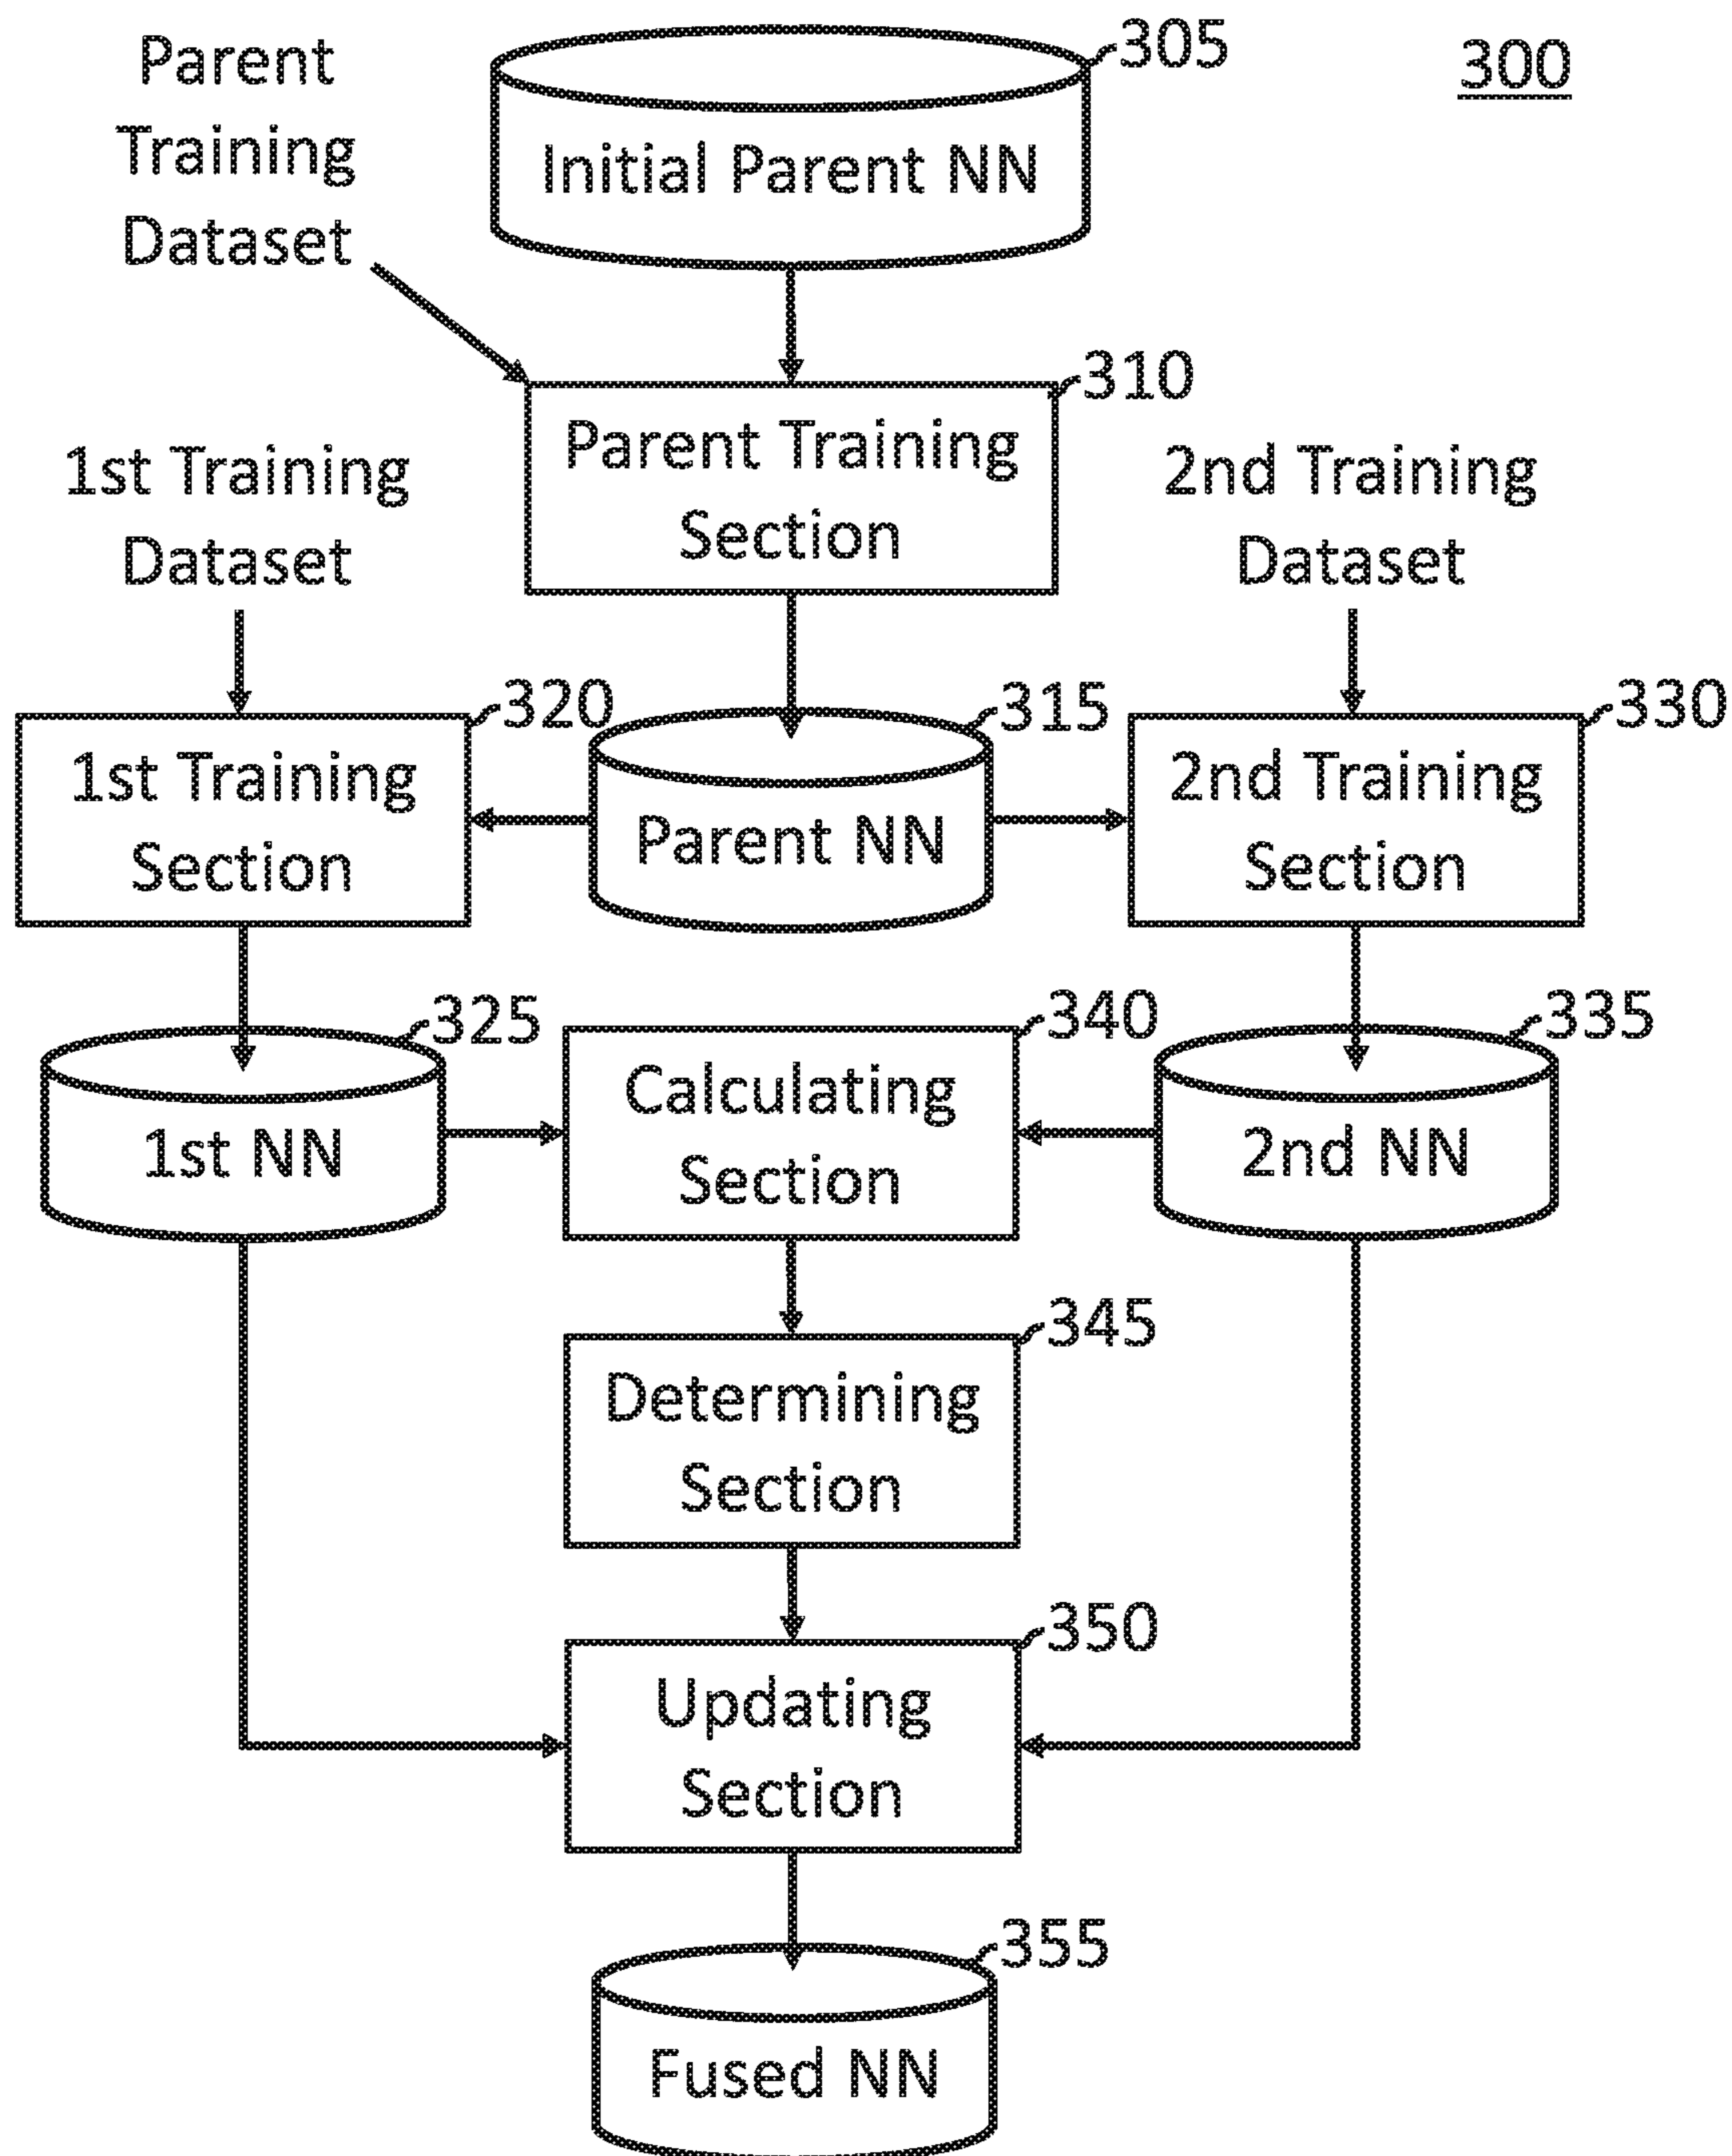 Parent
Training
Dataset
305
300
Initial Parent NN
310
Parent Training
Section
1st Training
Dataset
2nd Training
Dataset
320
315
330
1st Training
Section
Parent NN
2nd Training
Section
325
340
335
1st NN
Calculating
Section
2nd NN
345
Determining
Section
350
Updating
Section
355
Fused NN